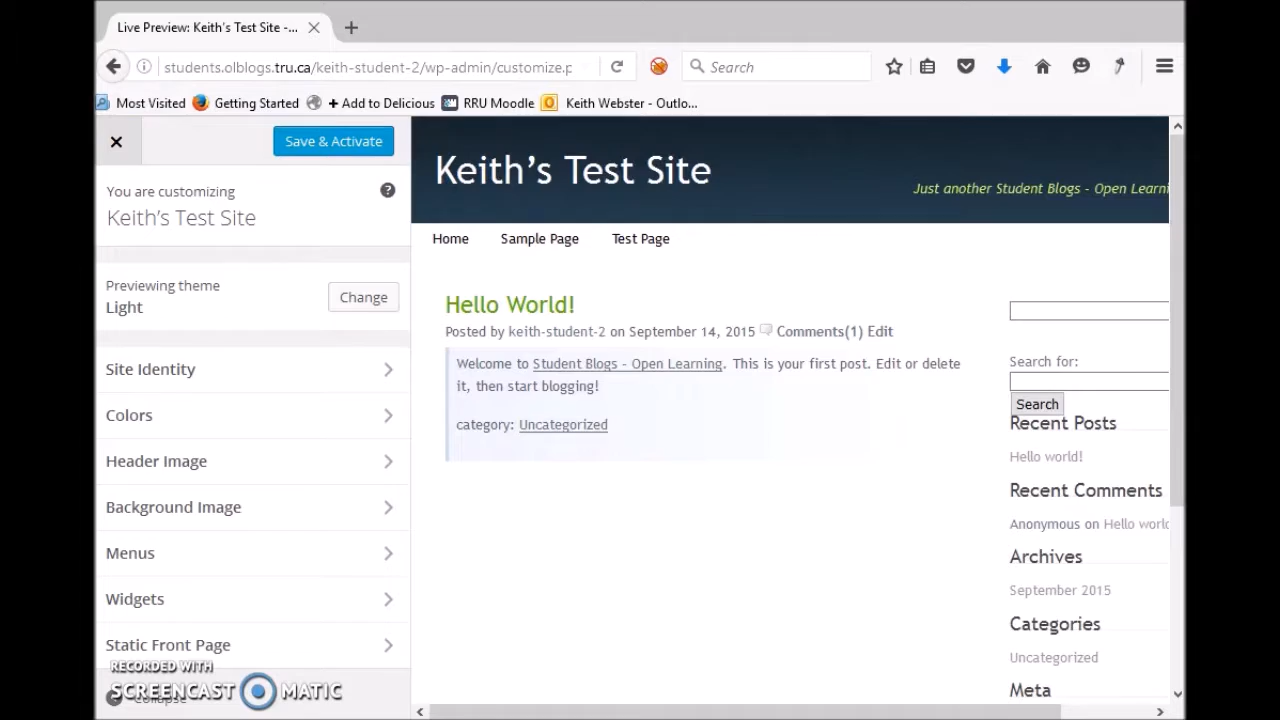 Live Preview: Keith's Test Site -...
students.olblogs.tru.ca/keith-student-2/wp-admin/customize.p
Search
Most Visited Getting Started + Add to Delicious RRU Moodle Keith Webster - Outlo...
Save & Activate
You are customizing
Keith's Test Site
Previewing theme
Light
Change
Site Identity
Colors
Header Image
Background Image
Menus
Widgets
Static Front Page
Collapse
RECORDED WITH
SCREENCAST MATIC
Keith's Test Site
Just another Student Blogs - Open Learni
Home Sample Page Test Page
Hello World!
Posted by keith-student-2 on September 14, 2015 Comments(1) Edit
Welcome to Student Blogs - Open Learning. This is your first post. Edit or delete
it, then start blogging!
category: Uncategorized
Search for:
Search
Recent Posts
Hello world!
Recent Comments
Anonymous on Hello world
Archives
September 2015
Categories
Uncategorized
Meta